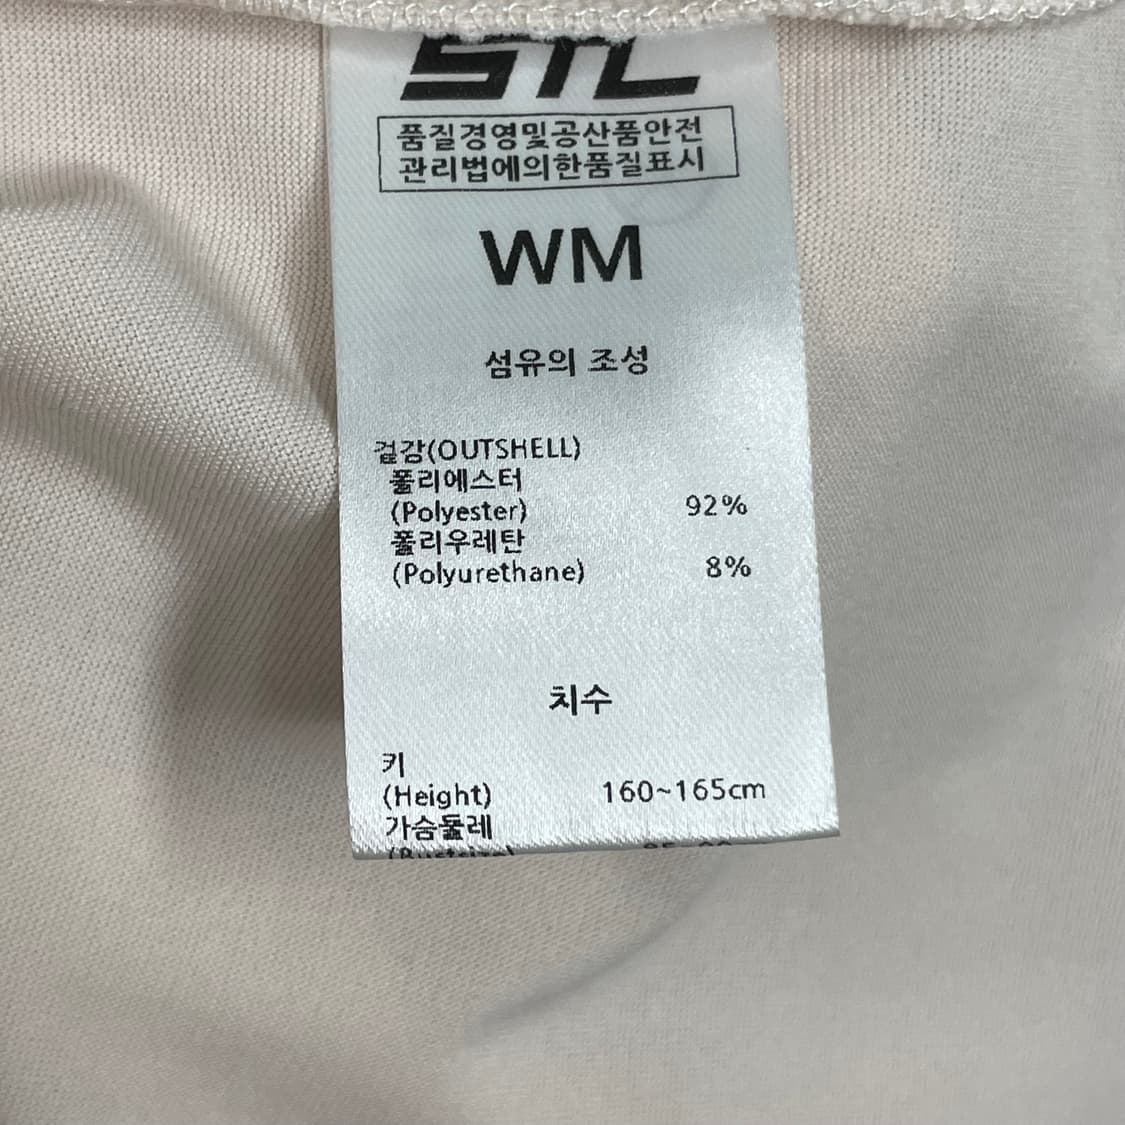 STL
품질경영및공산품안전
관리법에의한품질표시
WM
섬유의 조성
겉감(OUTSHELL)
폴리에스터
(Polyester) 92%
폴리우레탄
(Polyurethane) 8%
치수
키
(Height) 160~165cm
가슴둘레